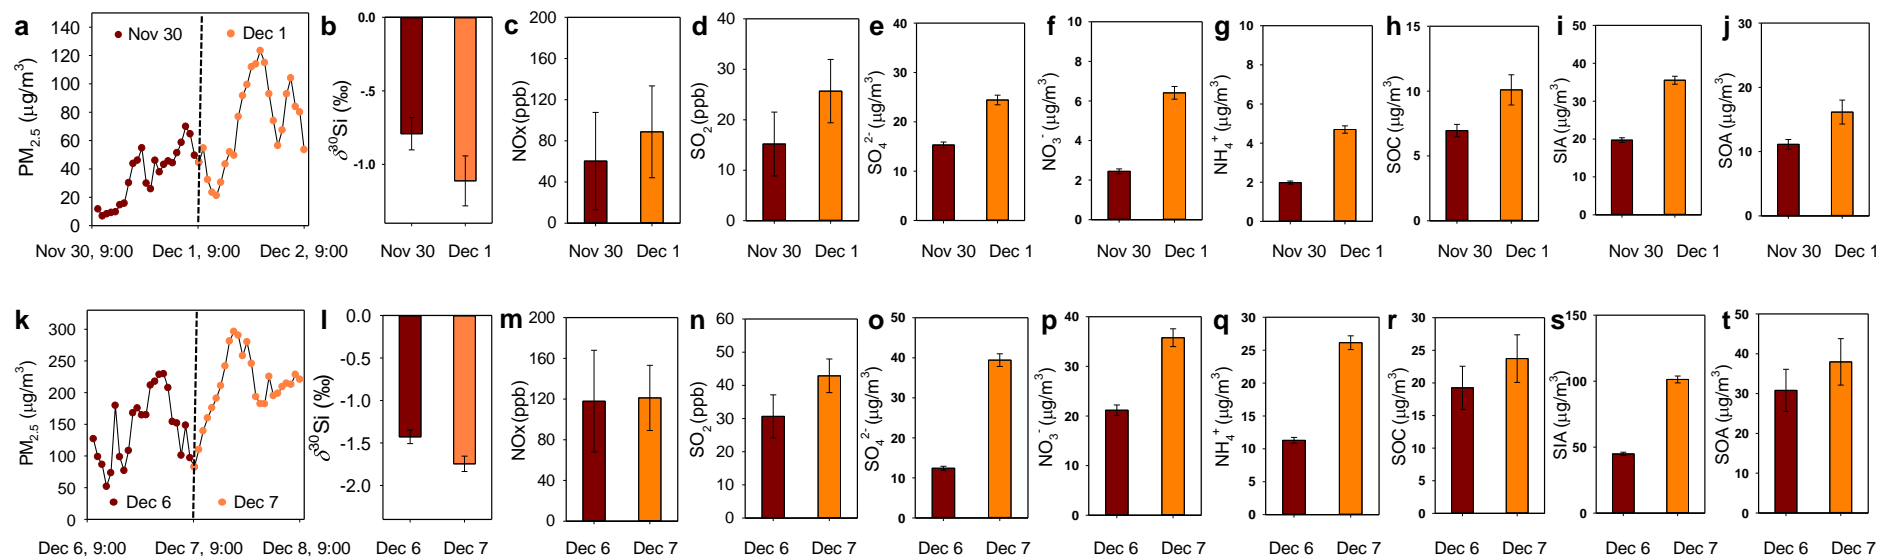 a
PM2.5 (μg/m3)
140
120
100
80
60
40
20
0
Nov 30
Dec 1
Nov 30, 9:00
Dec 1, 9:00
Dec 2, 9:00
b
δ30Si (‰)
0.0
-.5
-1.0
Nov 30
Dec 1
c
NOx(ppb)
200
160
120
80
40
0
Nov 30
Dec 1
d
SO2 (ppb)
40
30
20
10
0
Nov 30
Dec 1
e
SO42- (μg/m3)
40
30
20
10
0
Nov 30
Dec 1
f
NO3- (μg/m3)
10
8
6
4
2
0
Nov 30
Dec 1
g
NH4+ (μg/m3)
10
8
6
4
2
0
Nov 30
Dec 1
h
SOC (μg/m3)
15
10
5
0
Nov 30
Dec 1
i
SIA (μg/m3)
50
40
30
20
10
0
Nov 30
Dec 1
j
SOA (μg/m3)
30
20
10
0
Nov 30
Dec 1
k
PM2.5 (μg/m3)
300
250
200
150
100
50
0
Dec 6
Dec 7
Dec 6, 9:00
Dec 7, 9:00
Dec 8, 9:00
l
δ30Si (‰)
0.0
-0.5
-1.0
-1.5
-2.0
Dec 6
Dec 7
m
NOx(ppb)
200
160
120
80
40
0
Dec 6
Dec 7
n
SO2 (ppb)
60
50
40
30
20
10
0
Dec 6
Dec 7
o
SO42- (μg/m3)
50
40
30
20
10
0
Dec 6
Dec 7
p
NO3- (μg/m3)
40
30
20
10
0
Dec 6
Dec 7
q
NH4+ (μg/m3)
30
25
20
15
10
5
0
Dec 6
Dec 7
r
SOC (μg/m3)
30
25
20
15
10
5
0
Dec 6
Dec 7
s
SIA (μg/m3)
150
100
50
0
Dec 6
Dec 7
t
SOA (μg/m3)
50
40
30
20
10
0
Dec 6
Dec 7